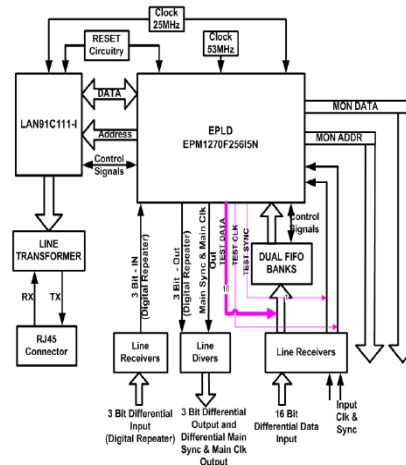 Clock
25MHz
RESET
Circuitry
Clock
53MHz
LAN91C111-I
DATA
Address
Control
Signals
EPLD
EPM1270F256I5N
MON DATA
MON ADDR
LINE
TRANSFORMER
RX
TX
RJ45
Connector
3 Bit - IN
(Digital Repeater)
3 Bit - Out
(Digital Repeater)
Main Sync & Main Clk
Out
TEST DATA
TEST CLK
TEST SYNC
16
Control
Signals
DUAL FIFO
BANKS
Line
Receivers
Line
Divers
Line Receivers
3 Bit Differential
Input
(Digital Repeater)
3 Bit Differential
Output and
Differential Main
Sync & Main Clk
Output
16 Bit
Differential Data
Input
Input
Clk &
Sync